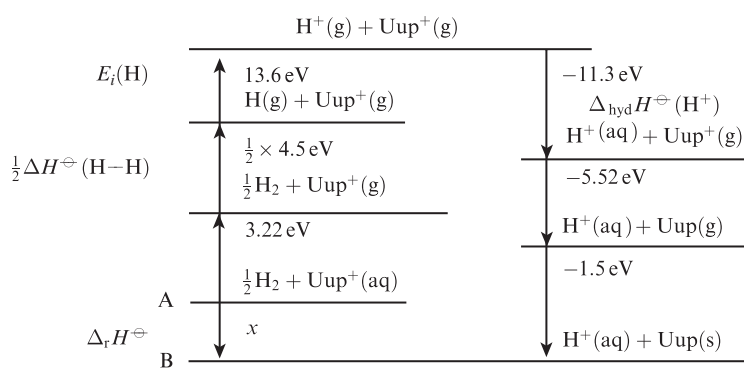 H⁺(g) + Uup⁺(g)
Eᵢ(H)
13.6 eV
H(g) + Uup⁺(g)
½ΔH⦵(H−H)
½ × 4.5 eV
½H₂ + Uup⁺(g)
3.22 eV
½H₂ + Uup⁺(aq)
A
ΔᵣH⦵
x
B
−11.3 eV
Δhyd H⦵(H⁺)
H⁺(aq) + Uup⁺(g)
−5.52 eV
H⁺(aq) + Uup(g)
−1.5 eV
H⁺(aq) + Uup(s)